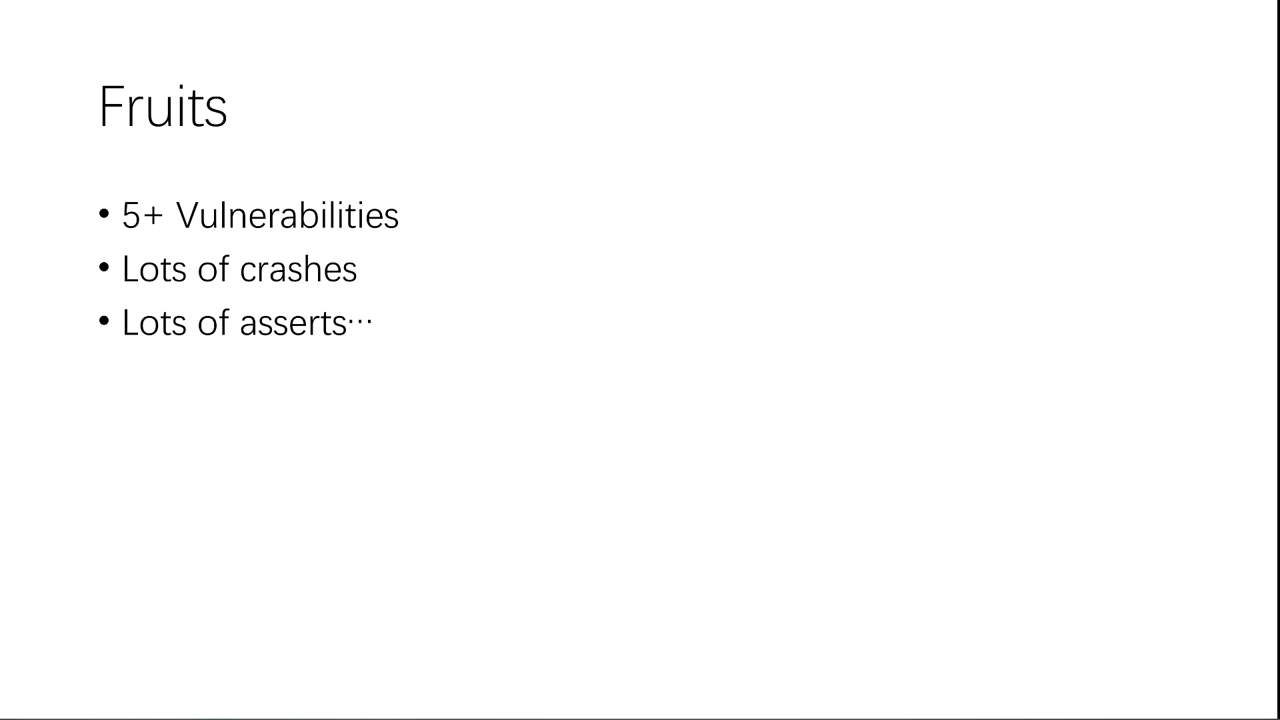 Fruits
• 5+ Vulnerabilities
• Lots of crashes
• Lots of asserts…